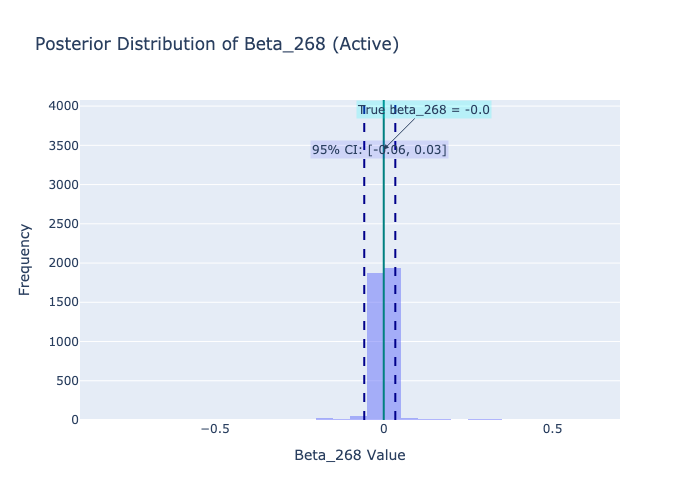 Posterior Distribution of Beta_268 (Active)
True beta_268 = -0.0
95% CI: [-0.06, 0.03]
4000
3500
3000
2500
2000
1500
1000
500
0
Frequency
−0.5
0
0.5
Beta_268 Value